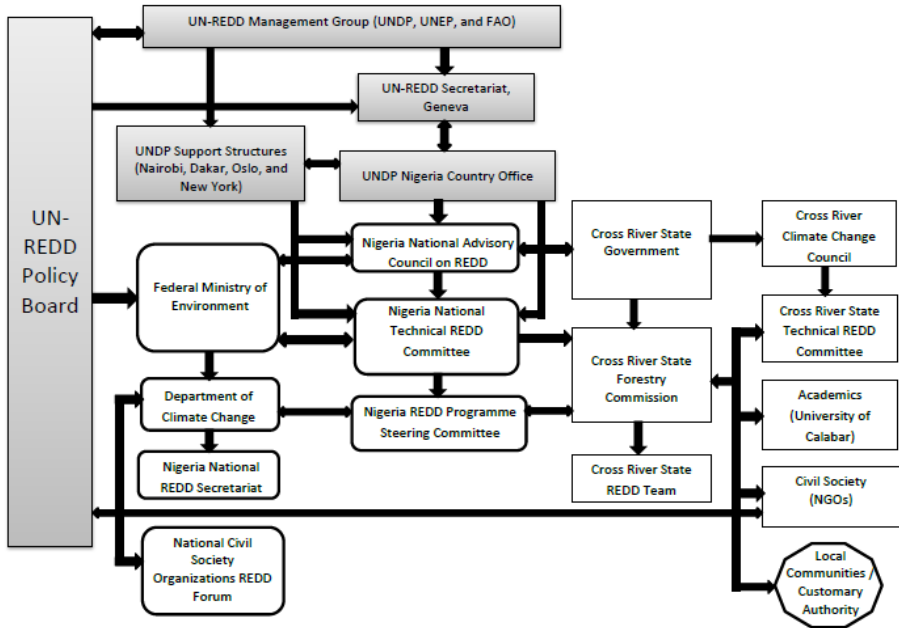 UN-REDD Management Group (UNDP, UNEP, and FAO)
UN-REDD Secretariat,
Geneva
UNDP Support Structures
(Nairobi, Dakar, Oslo, and
New York)
UNDP Nigeria Country Office
UN-
REDD
Policy
Board
Nigeria National Advisory
Council on REDD
Cross River State
Government
Cross River
Climate Change
Council
Federal Ministry of
Environment
Nigeria National
Technical REDD
Committee
Cross River State
Technical REDD
Committee
Cross River State
Forestry
Commission
Department of
Climate Change
Nigeria REDD Programme
Steering Committee
Academics
(University of
Calabar)
Nigeria National
REDD Secretariat
Cross River State
REDD Team
Civil Society
(NGOs)
National Civil
Society
Organizations REDD
Forum
Local
Communities /
Customary
Authority